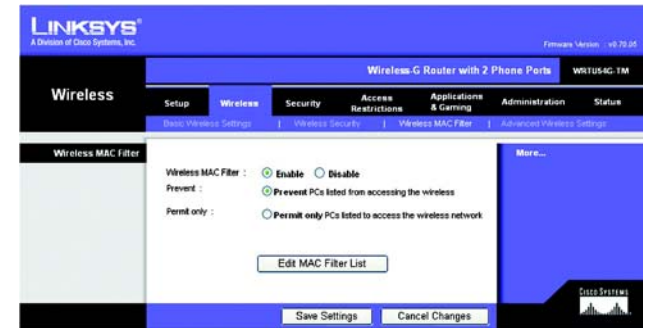 LINKSYS®
A Division of Cisco Systems, Inc.
Firmware Version : v0.70.05
Wireless-G Router with 2 Phone Ports WRTU54G-TM
Wireless
Setup Wireless Security Access Restrictions Applications & Gaming Administration Status
Basic Wireless Settings | Wireless Security | Wireless MAC Filter | Advanced Wireless Settings
Wireless MAC Filter
More...
Wireless MAC Filter : Enable Disable
Prevent : Prevent PCs listed from accessing the wireless
Permit only : Permit only PCs listed to access the wireless network
Edit MAC Filter List
CISCO SYSTEMS
Save Settings Cancel Changes